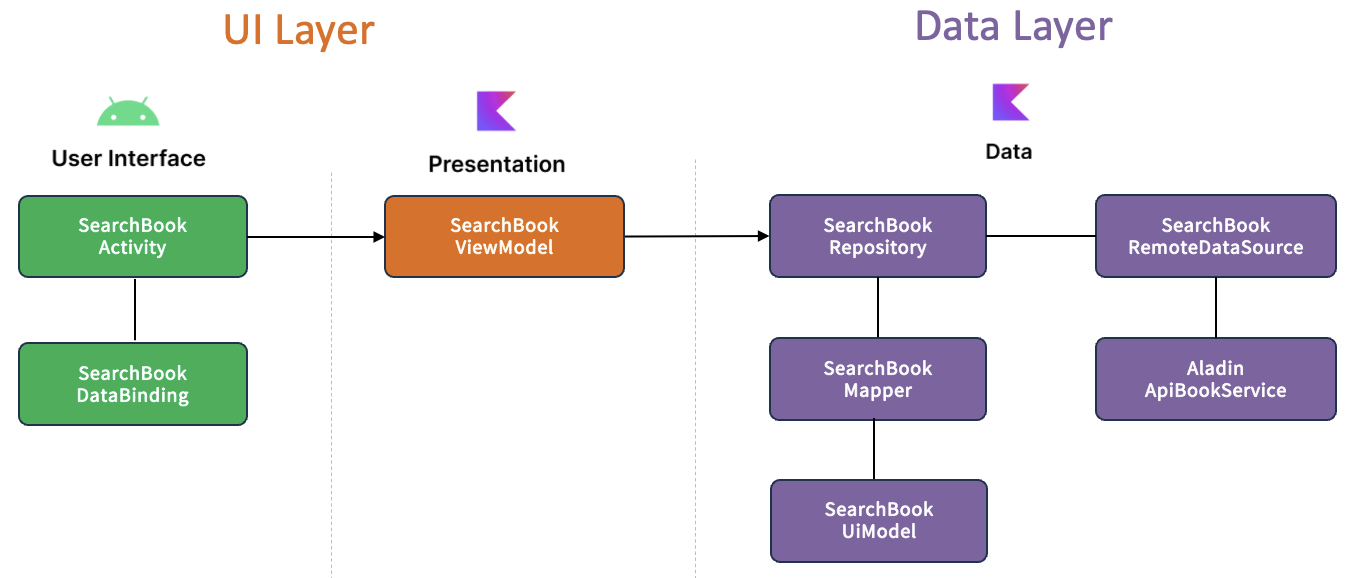 UI Layer
Data Layer
User Interface
Presentation
Data
SearchBook
Activity
SearchBook
ViewModel
SearchBook
Repository
SearchBook
RemoteDataSource
SearchBook
DataBinding
SearchBook
Mapper
Aladin
ApiBookService
SearchBook
UiModel